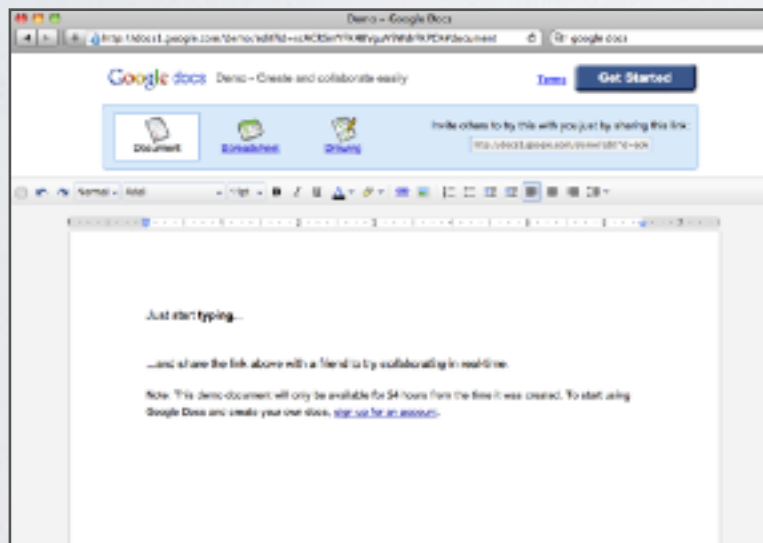 Demo – Google Docs
google docs
Google docs Demo – Create and collaborate easily
Terms
Get Started
Document
Spreadsheet
Drawing
Invite others to try this with you just by sharing this link:
Normal
11pt
B I U A
Just start typing...
...and share the link above with a friend to try collaborating in real-time.
Note: This demo document will only be available for 24 hours from the time it was created. To start using
Google Docs and create your own docs, sign up for an account.